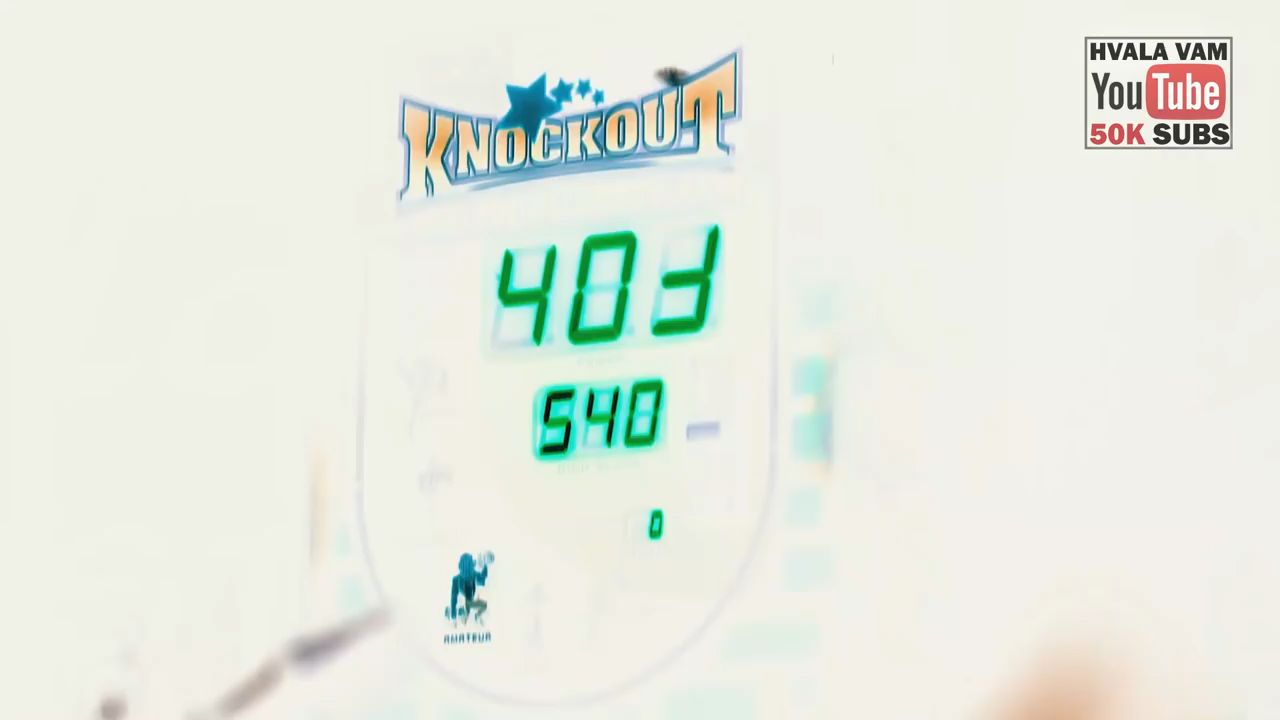 HVALA VAM
YouTube
50K SUBS
KNOCKOUT
403
540
0
AMATEUR